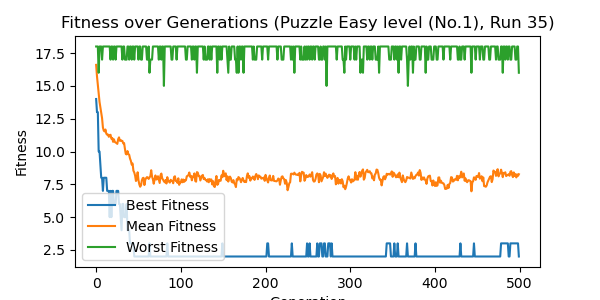 Fitness over Generations (Puzzle Easy level (No.1), Run 35)
17.5
15.0
12.5
10.0
7.5
5.0
2.5
Fitness
Best Fitness
Mean Fitness
Worst Fitness
0 100 200 300 400 500
Generation